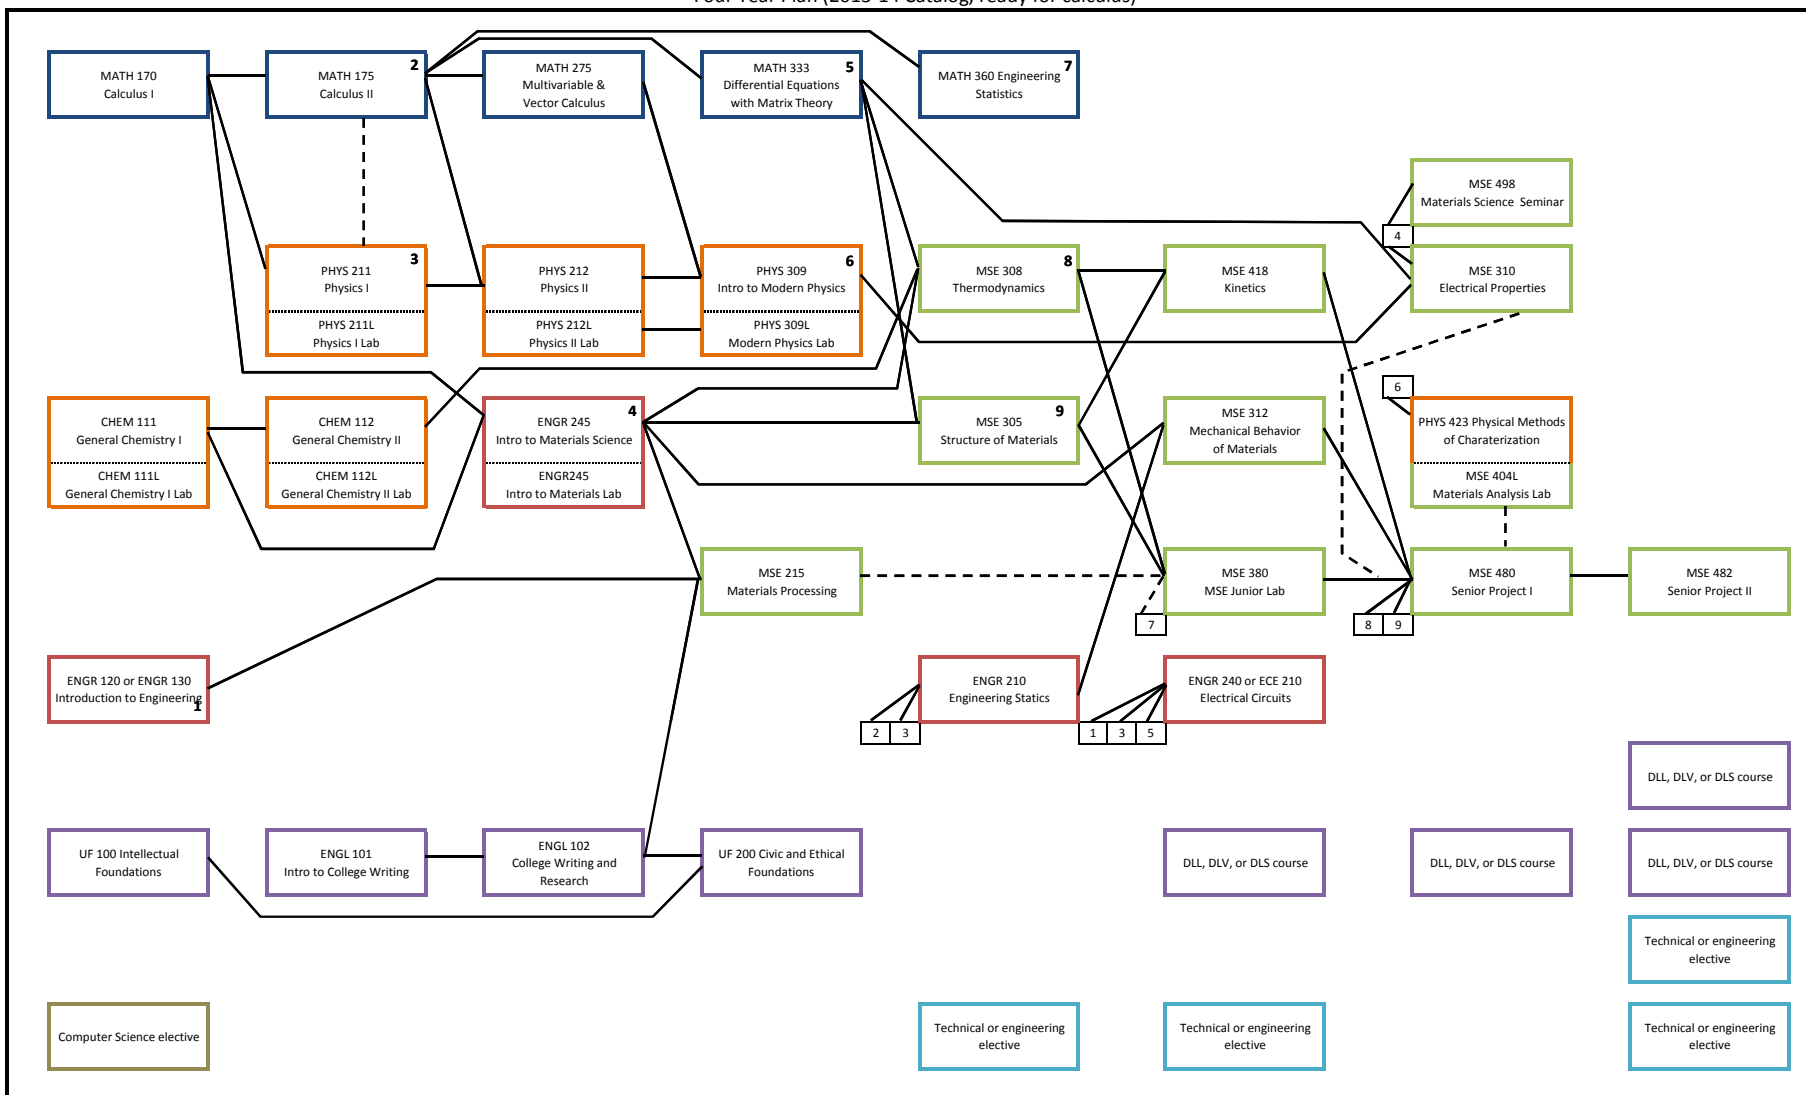 Four Year Plan (2013-14 Catalog, ready for calculus)
MATH 170
Calculus I
2
MATH 175
Calculus II
MATH 275
Multivariable &
Vector Calculus
5
MATH 333
Differential Equations
with Matrix Theory
7
MATH 360 Engineering
Statistics
MSE 498
Materials Science Seminar
4
3
PHYS 211
Physics I
PHYS 211L
Physics I Lab
PHYS 212
Physics II
PHYS 212L
Physics II Lab
6
PHYS 309
Intro to Modern Physics
PHYS 309L
Modern Physics Lab
8
MSE 308
Thermodynamics
MSE 418
Kinetics
MSE 310
Electrical Properties
6
CHEM 111
General Chemistry I
CHEM 111L
General Chemistry I Lab
CHEM 112
General Chemistry II
CHEM 112L
General Chemistry II Lab
4
ENGR 245
Intro to Materials Science
ENGR245
Intro to Materials Lab
9
MSE 305
Structure of Materials
MSE 312
Mechanical Behavior
of Materials
PHYS 423 Physical Methods
of Charaterization
MSE 404L
Materials Analysis Lab
MSE 215
Materials Processing
MSE 380
MSE Junior Lab
7
MSE 480
Senior Project I
8
9
MSE 482
Senior Project II
ENGR 120 or ENGR 130
Introduction to Engineering
1
ENGR 210
Engineering Statics
2
3
ENGR 240 or ECE 210
Electrical Circuits
1
3
5
DLL, DLV, or DLS course
UF 100 Intellectual
Foundations
ENGL 101
Intro to College Writing
ENGL 102
College Writing and
Research
UF 200 Civic and Ethical
Foundations
DLL, DLV, or DLS course
DLL, DLV, or DLS course
DLL, DLV, or DLS course
Technical or engineering
elective
Computer Science elective
Technical or engineering
elective
Technical or engineering
elective
Technical or engineering
elective